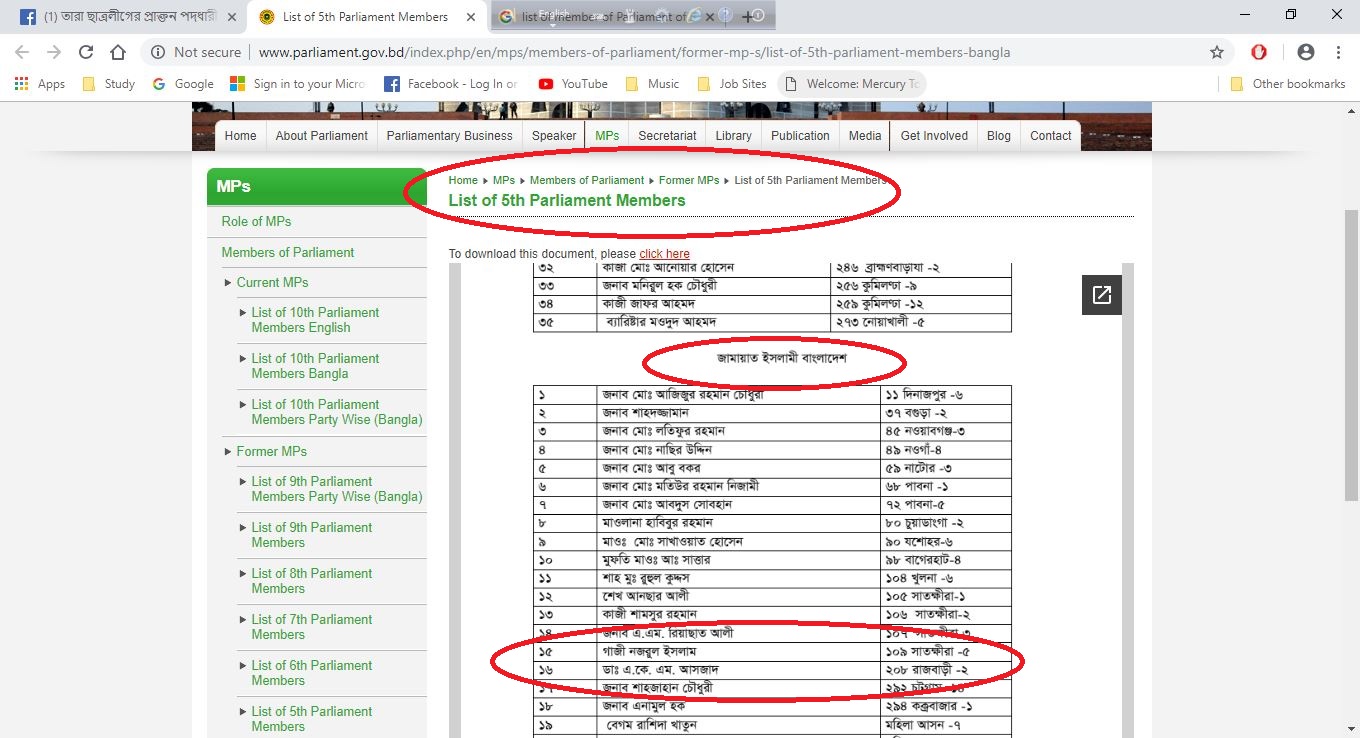 (1) তারা ছাত্রলীগের প্রাক্তন পদধারী
List of 5th Parliament Members
list of member of Parliament of
English
Not secure
www.parliament.gov.bd/index.php/en/mps/members-of-parliament/former-mp-s/list-of-5th-parliament-members-bangla
Apps
Study
Google
Sign in to your Micro
Facebook - Log In or
YouTube
Music
Job Sites
Welcome: Mercury To
Other bookmarks
Home
About Parliament
Parliamentary Business
Speaker
MPs
Secretariat
Library
Publication
Media
Get Involved
Blog
Contact
MPs
Role of MPs
Members of Parliament
Current MPs
List of 10th Parliament
Members English
List of 10th Parliament
Members Bangla
List of 10th Parliament
Members Party Wise (Bangla)
Former MPs
List of 9th Parliament
Members Party Wise (Bangla)
List of 9th Parliament
Members
List of 8th Parliament
Members
List of 7th Parliament
Members
List of 6th Parliament
Members
List of 5th Parliament
Members
Home ▸ MPs ▸ Members of Parliament ▸ Former MPs ▸ List of 5th Parliament Members
List of 5th Parliament Members
To download this document, please click here
৩২ কাজী মোঃ আনোয়ার হোসেন ২৪৬ ব্রাহ্মণবাড়ীয়া -২
৩৩ জনাব মনিরুল হক চৌধুরী ২৫৬ কুমিলণ্ঢা -৯
৩৪ কাজী জাফর আহমদ ২৫৯ কুমিলণ্ঢা -১২
৩৫ ব্যারিষ্টার মওদুদ আহমদ ২৭৩ নোয়াখালী -৫
জামায়াত ইসলামী বাংলাদেশ
১ জনাব মোঃ আজিজুর রহমান চৌধুরী ১১ দিনাজপুর -৬
২ জনাব শাহদজ্জামান ৩৭ বগুড়া -২
৩ জনাব মোঃ লতিফুর রহমান ৪৫ নওয়াবগঞ্জ-৩
৪ জনাব মোঃ নাছির উদ্দিন ৪৯ নওগাঁ-৪
৫ জনাব মোঃ আবু বকর ৫৯ নাটোর -৩
৬ জনাব মোঃ মতিউর রহমান নিজামী ৬৮ পাবনা -১
৭ জনাব মোঃ আবদুস সোবহান ৭২ পাবনা-৫
৮ মাওলানা হাবিবুর রহমান ৮০ চুয়াডাংগা -২
৯ মাওঃ মোঃ সাখাওয়াত হোসেন ৯০ যশোহর-৬
১০ মুফতি মাওঃ আঃ সাত্তার ৯৮ বাগেরহাট-৪
১১ শাহ মুঃ রুহুল কুদ্দস ১০৪ খুলনা -৬
১২ শেখ আনছার আলী ১০৫ সাতক্ষীরা-১
১৩ কাজী শামসুর রহমান ১০৬ সাতক্ষীরা-২
১৪ জনাব এ.এম. রিয়াছাত আলী ১০৭ সাতক্ষীরা-৩
১৫ গাজী নজরুল ইসলাম ১০৯ সাতক্ষীরা -৫
১৬ ডাঃ এ.কে. এম. আসজাদ ২০৮ রাজবাড়ী -২
১৭ জনাব শাহজাহান চৌধুরী ২৯২ চট্টগ্রাম -১৪
১৮ জনাব এনামুল হক ২৯৪ কক্সবাজার -১
১৯ বেগম রাশিদা খাতুন মহিলা আসন -৭